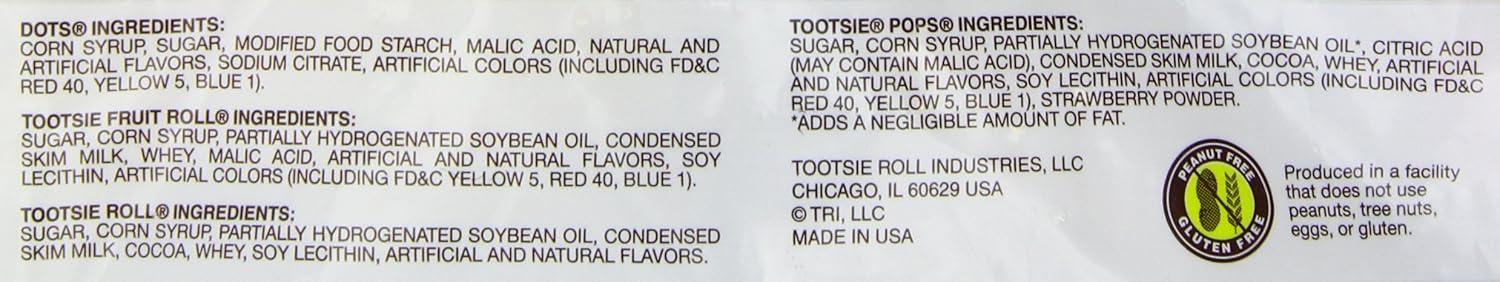 DOTS® INGREDIENTS:
CORN SYRUP, SUGAR, MODIFIED FOOD STARCH, MALIC ACID, NATURAL AND
ARTIFICIAL FLAVORS, SODIUM CITRATE, ARTIFICIAL COLORS (INCLUDING FD&C
RED 40, YELLOW 5, BLUE 1).
TOOTSIE FRUIT ROLL® INGREDIENTS:
SUGAR, CORN SYRUP, PARTIALLY HYDROGENATED SOYBEAN OIL, CONDENSED
SKIM MILK, WHEY, MALIC ACID, ARTIFICIAL AND NATURAL FLAVORS, SOY
LECITHIN, ARTIFICIAL COLORS (INCLUDING FD&C YELLOW 5, RED 40, BLUE 1).
TOOTSIE ROLL® INGREDIENTS:
SUGAR, CORN SYRUP, PARTIALLY HYDROGENATED SOYBEAN OIL, CONDENSED
SKIM MILK, COCOA, WHEY, SOY LECITHIN, ARTIFICIAL AND NATURAL FLAVORS.
TOOTSIE® POPS® INGREDIENTS:
SUGAR, CORN SYRUP, PARTIALLY HYDROGENATED SOYBEAN OIL*, CITRIC ACID
(MAY CONTAIN MALIC ACID), CONDENSED SKIM MILK, COCOA, WHEY, ARTIFICIAL
AND NATURAL FLAVORS, SOY LECITHIN, ARTIFICIAL COLORS (INCLUDING FD&C
RED 40, YELLOW 5, BLUE 1), STRAWBERRY POWDER.
*ADDS A NEGLIGIBLE AMOUNT OF FAT.
TOOTSIE ROLL INDUSTRIES, LLC
CHICAGO, IL 60629 USA
© TRI, LLC
MADE IN USA
PEANUT FREE
GLUTEN FREE
Produced in a facility
that does not use
peanuts, tree nuts,
eggs, or gluten.